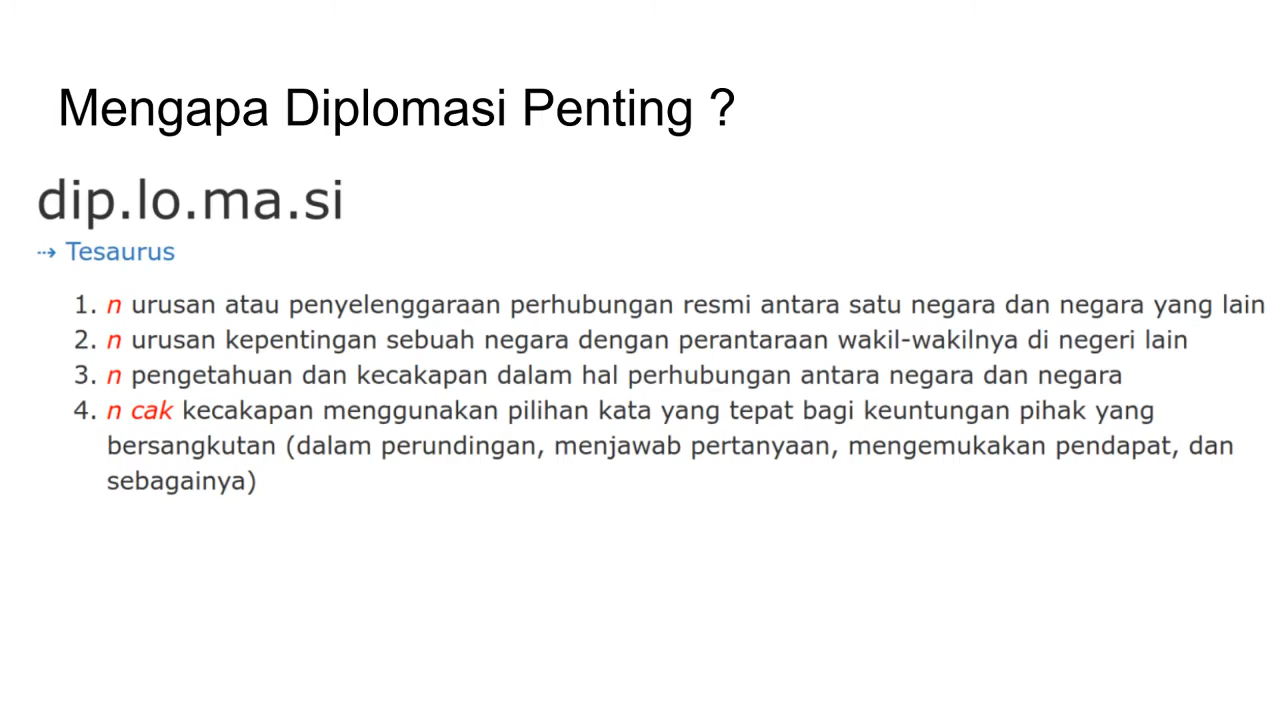 Mengapa Diplomasi Penting ?
dip.lo.ma.si
⇢ Tesaurus
1. n urusan atau penyelenggaraan perhubungan resmi antara satu negara dan negara yang lain
2. n urusan kepentingan sebuah negara dengan perantaraan wakil-wakilnya di negeri lain
3. n pengetahuan dan kecakapan dalam hal perhubungan antara negara dan negara
4. n cak kecakapan menggunakan pilihan kata yang tepat bagi keuntungan pihak yang
bersangkutan (dalam perundingan, menjawab pertanyaan, mengemukakan pendapat, dan
sebagainya)